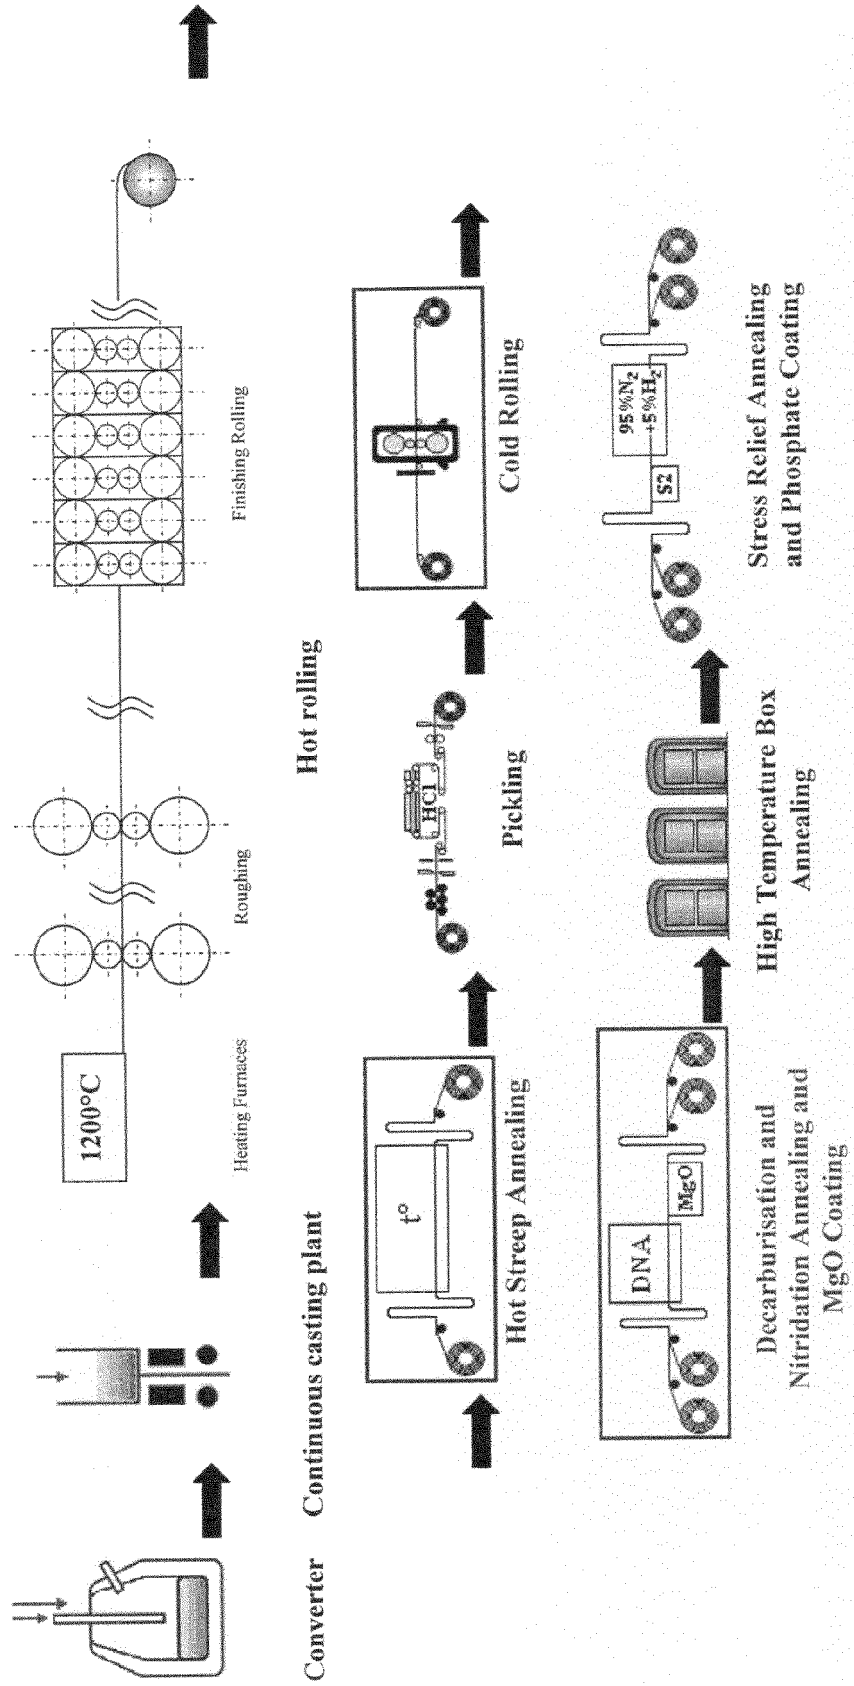 1200°C
Heating Furnaces
Roughing
Finishing Rolling
Converter
Continuous casting plant
Hot rolling
t°
Hot Streep Annealing
HCl
Pickling
Cold Rolling
DNA
MgO
Decarburisation and
Nitridation Annealing and
MgO Coating
High Temperature Box
Annealing
S2
95%N₂
+5%H₂
Stress Relief Annealing
and Phosphate Coating